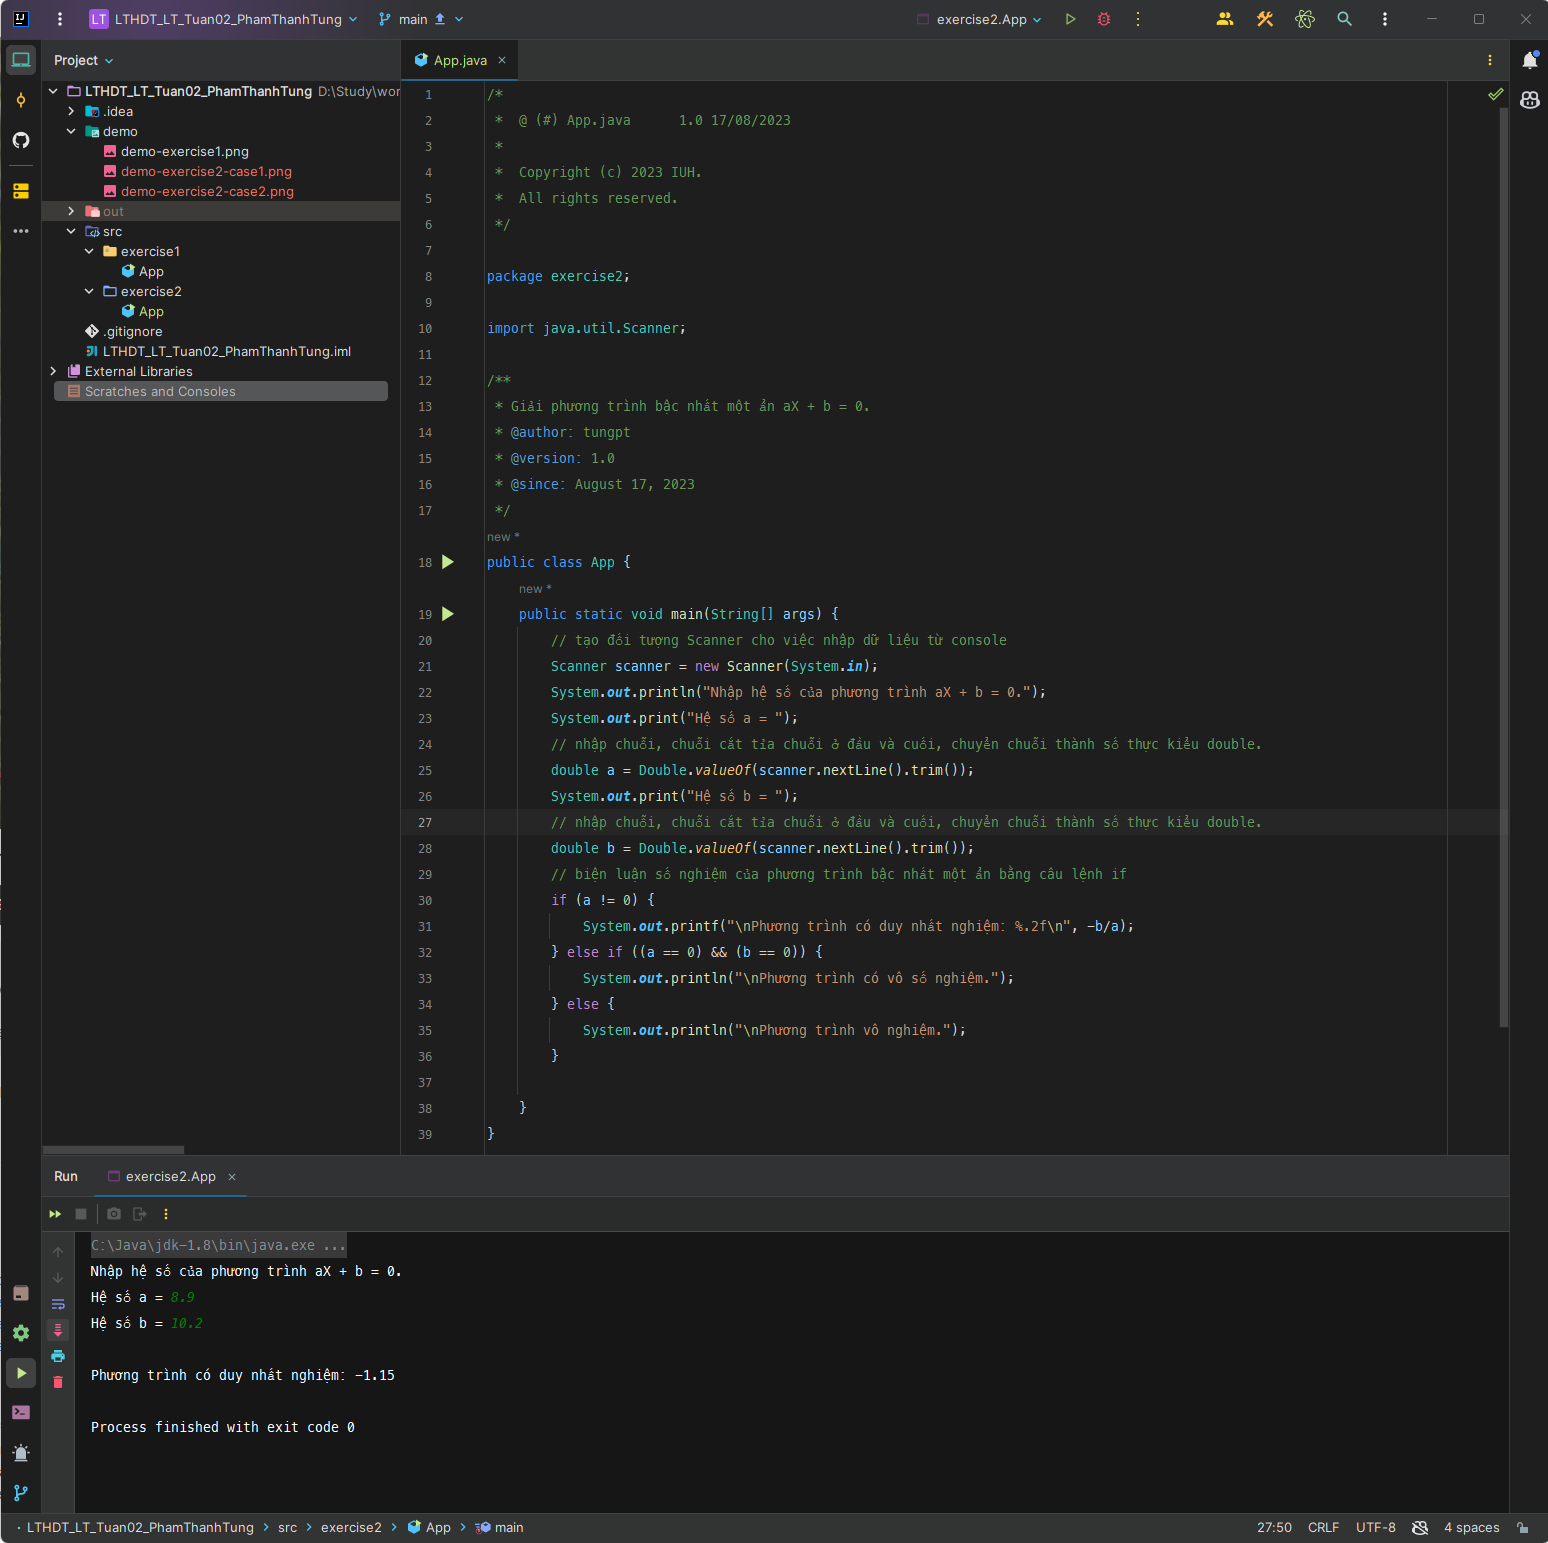 LT LTHDT_LT_Tuan02_PhamThanhTung main exercise2.App
Project
LTHDT_LT_Tuan02_PhamThanhTung D:\Study\wor
.idea
demo
demo-exercise1.png
demo-exercise2-case1.png
demo-exercise2-case2.png
out
src
exercise1
App
exercise2
App
.gitignore
LTHDT_LT_Tuan02_PhamThanhTung.iml
External Libraries
Scratches and Consoles
App.java
1 /*
2 * @ (#) App.java 1.0 17/08/2023
3 *
4 * Copyright (c) 2023 IUH.
5 * All rights reserved.
6 */
7
8 package exercise2;
9
10 import java.util.Scanner;
11
12 /**
13 * Giải phương trình bậc nhất một ẩn aX + b = 0.
14 * @author: tungpt
15 * @version: 1.0
16 * @since: August 17, 2023
17 */
new *
18 public class App {
new *
19 public static void main(String[] args) {
20 // tạo đối tượng Scanner cho việc nhập dữ liệu từ console
21 Scanner scanner = new Scanner(System.in);
22 System.out.println("Nhập hệ số của phương trình aX + b = 0.");
23 System.out.print("Hệ số a = ");
24 // nhập chuỗi, chuỗi cắt tỉa chuỗi ở đầu và cuối, chuyển chuỗi thành số thực kiểu double.
25 double a = Double.valueOf(scanner.nextLine().trim());
26 System.out.print("Hệ số b = ");
27 // nhập chuỗi, chuỗi cắt tỉa chuỗi ở đầu và cuối, chuyển chuỗi thành số thực kiểu double.
28 double b = Double.valueOf(scanner.nextLine().trim());
29 // biện luận số nghiệm của phương trình bậc nhất một ẩn bằng câu lệnh if
30 if (a != 0) {
31 System.out.printf("\nPhương trình có duy nhất nghiệm: %.2f\n", -b/a);
32 } else if ((a == 0) && (b == 0)) {
33 System.out.println("\nPhương trình có vô số nghiệm.");
34 } else {
35 System.out.println("\nPhương trình vô nghiệm.");
36 }
37
38 }
39 }
Run exercise2.App
C:\Java\jdk-1.8\bin\java.exe ...
Nhập hệ số của phương trình aX + b = 0.
Hệ số a = 8.9
Hệ số b = 10.2
Phương trình có duy nhất nghiệm: -1.15
Process finished with exit code 0
LTHDT_LT_Tuan02_PhamThanhTung > src > exercise2 > App > main 27:50 CRLF UTF-8 4 spaces